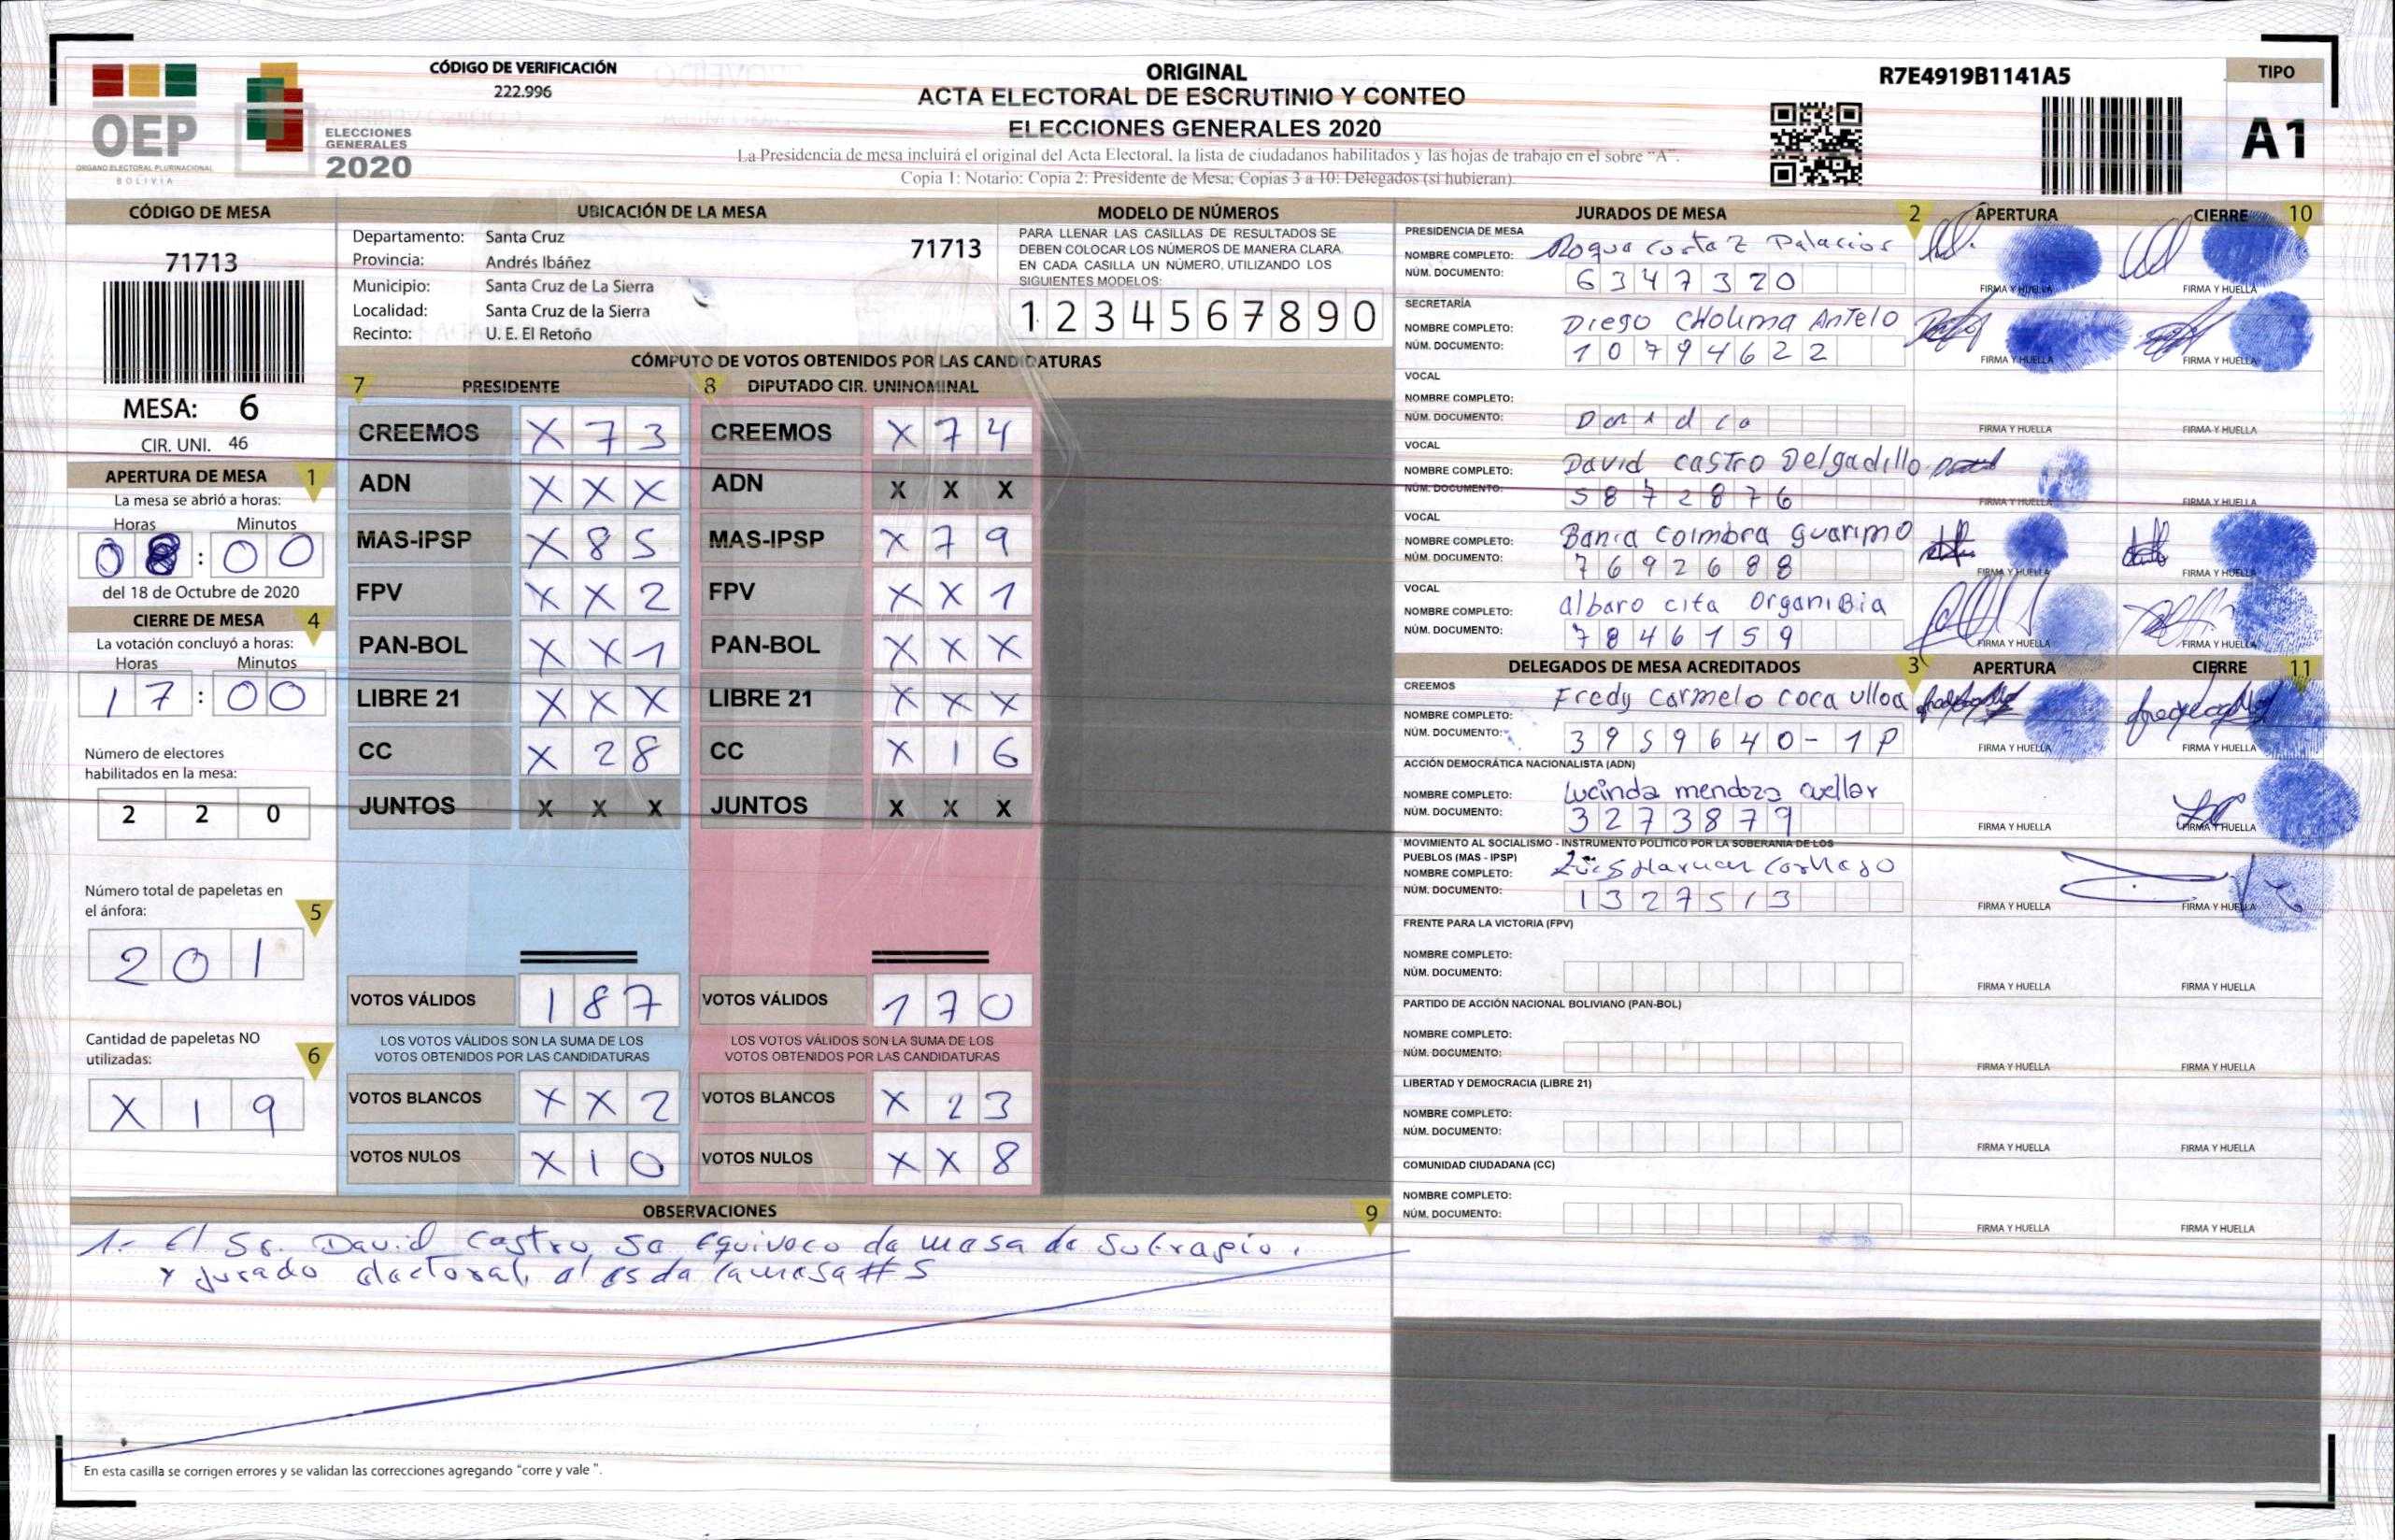 CÓDIGO DE VERIFICACIÓN
222.996
OEP
ORGANO ELECTORAL PLURINACIONAL
BOLIVIA
ELECCIONES
GENERALES
2020
ORIGINAL
ACTA ELECTORAL DE ESCRUTINIO Y CONTEO
ELECCIONES GENERALES 2020
La Presidencia de mesa incluirá el original del Acta Electoral, la lista de ciudadanos habilitados y las hojas de trabajo en el sobre "A".
Copia 1: Notario; Copia 2: Presidente de Mesa; Copias 3 a 10: Delegados (si hubieran).
R7E4919B1141A5
TIPO
A1
CÓDIGO DE MESA
71713
MESA: 6
CIR. UNI. 46
APERTURA DE MESA 1
La mesa se abrió a horas:
Horas Minutos
08:00
del 18 de Octubre de 2020
CIERRE DE MESA 4
La votación concluyó a horas:
Horas Minutos
17:00
Número de electores
habilitados en la mesa:
2 2 0
Número total de papeletas en
el ánfora: 5
2 0 1
Cantidad de papeletas NO
utilizadas: 6
X 1 9
UBICACIÓN DE LA MESA
Departamento: Santa Cruz 71713
Provincia: Andrés Ibáñez
Municipio: Santa Cruz de La Sierra
Localidad: Santa Cruz de la Sierra
Recinto: U. E. El Retoño
MODELO DE NÚMEROS
PARA LLENAR LAS CASILLAS DE RESULTADOS SE
DEBEN COLOCAR LOS NÚMEROS DE MANERA CLARA.
EN CADA CASILLA UN NÚMERO, UTILIZANDO LOS
SIGUIENTES MODELOS:
1 2 3 4 5 6 7 8 9 0
CÓMPUTO DE VOTOS OBTENIDOS POR LAS CANDIDATURAS
7 PRESIDENTE 8 DIPUTADO CIR. UNINOMINAL
CREEMOS X 7 3 CREEMOS X 7 4
ADN X X X ADN X X X
MAS-IPSP X 8 5 MAS-IPSP X 7 9
FPV X X 2 FPV X X 1
PAN-BOL X X 1 PAN-BOL X X X
LIBRE 21 X X X LIBRE 21 X X X
CC X 2 8 CC X 1 6
JUNTOS X X X JUNTOS X X X
VOTOS VÁLIDOS 1 8 7 VOTOS VÁLIDOS 1 7 0
LOS VOTOS VÁLIDOS SON LA SUMA DE LOS LOS VOTOS VÁLIDOS SON LA SUMA DE LOS
VOTOS OBTENIDOS POR LAS CANDIDATURAS VOTOS OBTENIDOS POR LAS CANDIDATURAS
VOTOS BLANCOS X X 2 VOTOS BLANCOS X 2 3
VOTOS NULOS X 1 0 VOTOS NULOS X X 8
OBSERVACIONES 9
1.- El Sr. David Castro se equivoco de mesa de Sufragio,
y Jurado electoral, el es de la mesa # 5
En esta casilla se corrigen errores y se validan las correcciones agregando "corre y vale ".
JURADOS DE MESA 2 APERTURA CIERRE 10
PRESIDENCIA DE MESA
NOMBRE COMPLETO: Roque Cortez Palacios
NÚM. DOCUMENTO: 6347320 FIRMA Y HUELLA FIRMA Y HUELLA
SECRETARÍA
NOMBRE COMPLETO: Diego CHolima Antelo
NÚM. DOCUMENTO: 10794622 FIRMA Y HUELLA FIRMA Y HUELLA
VOCAL
NOMBRE COMPLETO:
NÚM. DOCUMENTO: FIRMA Y HUELLA FIRMA Y HUELLA
VOCAL
NOMBRE COMPLETO: David Castro Delgadillo
NÚM. DOCUMENTO: 5872876 FIRMA Y HUELLA FIRMA Y HUELLA
VOCAL
NOMBRE COMPLETO: Bania Coimbra guarimo
NÚM. DOCUMENTO: 7692688 FIRMA Y HUELLA FIRMA Y HUELLA
VOCAL
NOMBRE COMPLETO: albaro cita OrganiBia
NÚM. DOCUMENTO: 7846159 FIRMA Y HUELLA FIRMA Y HUELLA
DELEGADOS DE MESA ACREDITADOS 3 APERTURA CIERRE 11
CREEMOS
NOMBRE COMPLETO: Fredy Carmelo Coca ulloa
NÚM. DOCUMENTO: 3959640-1P FIRMA Y HUELLA FIRMA Y HUELLA
ACCIÓN DEMOCRÁTICA NACIONALISTA (ADN)
NOMBRE COMPLETO: Lucinda mendoza cuellar
NÚM. DOCUMENTO: 3273879 FIRMA Y HUELLA FIRMA Y HUELLA
MOVIMIENTO AL SOCIALISMO - INSTRUMENTO POLÍTICO POR LA SOBERANIA DE LOS
PUEBLOS (MAS - IPSP)
NOMBRE COMPLETO: Luis
NÚM. DOCUMENTO: 1327513 FIRMA Y HUELLA FIRMA Y HUELLA
FRENTE PARA LA VICTORIA (FPV)
NOMBRE COMPLETO:
NÚM. DOCUMENTO: FIRMA Y HUELLA FIRMA Y HUELLA
PARTIDO DE ACCIÓN NACIONAL BOLIVIANO (PAN-BOL)
NOMBRE COMPLETO:
NÚM. DOCUMENTO: FIRMA Y HUELLA FIRMA Y HUELLA
LIBERTAD Y DEMOCRACIA (LIBRE 21)
NOMBRE COMPLETO:
NÚM. DOCUMENTO: FIRMA Y HUELLA FIRMA Y HUELLA
COMUNIDAD CIUDADANA (CC)
NOMBRE COMPLETO:
NÚM. DOCUMENTO: FIRMA Y HUELLA FIRMA Y HUELLA